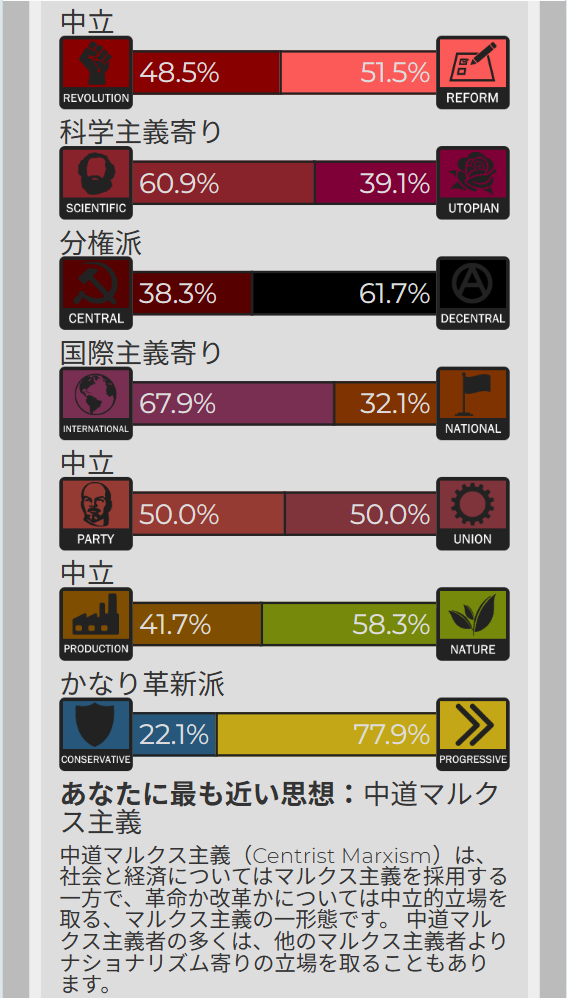 中立
48.5% 51.5%
REVOLUTION REFORM
科学主義寄り
60.9% 39.1%
SCIENTIFIC UTOPIAN
分権派
38.3% 61.7%
CENTRAL DECENTRAL
国際主義寄り
67.9% 32.1%
INTERNATIONAL NATIONAL
中立
50.0% 50.0%
PARTY UNION
中立
41.7% 58.3%
PRODUCTION NATURE
かなり革新派
22.1% 77.9%
CONSERVATIVE PROGRESSIVE
あなたに最も近い思想：中道マルク
ス主義
中道マルクス主義（Centrist Marxism）は、
社会と経済についてはマルクス主義を採用する
一方で、革命か改革かについては中立的立場を
取る、マルクス主義の一形態です。 中道マル
クス主義者の多くは、他のマルクス主義者より
ナショナリズム寄りの立場を取ることもあり
ます。